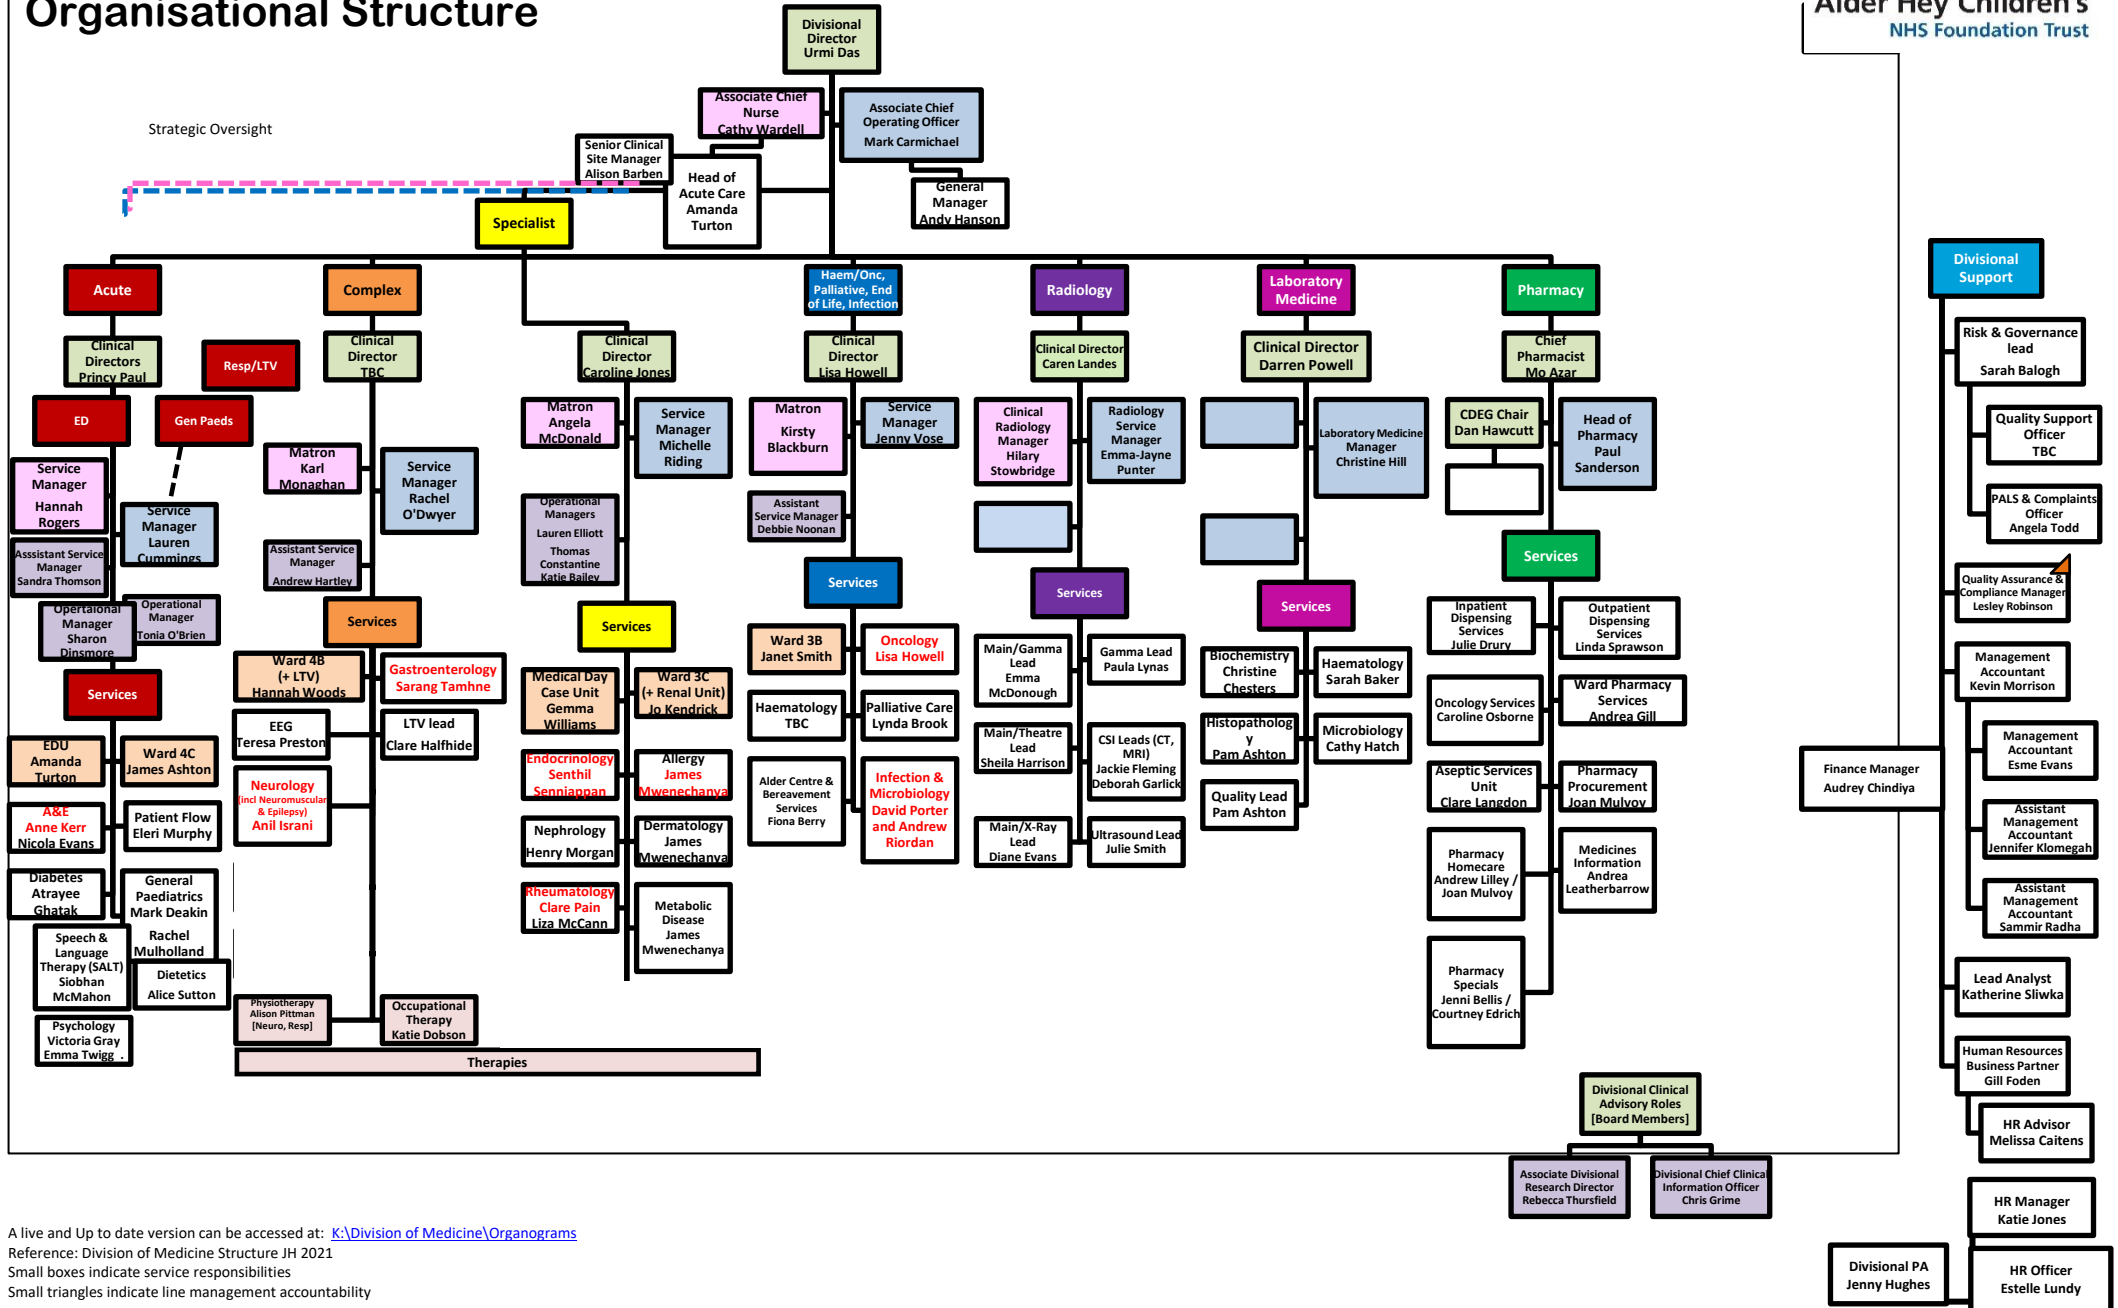 Organisational Structure
Alder Hey Children's
NHS Foundation Trust
Divisional
Director
Urmi Das
Associate Chief
Nurse
Cathy Wardell
Associate Chief
Operating Officer
Mark Carmichael
Strategic Oversight
Senior Clinical
Site Manager
Alison Barben
Head of
Acute Care
Amanda
Turton
General
Manager
Andy Hanson
Specialist
Acute
Complex
Haem/Onc,
Palliative, End
of Life, Infection
Radiology
Laboratory
Medicine
Pharmacy
Divisional
Support
Clinical
Directors
Princy Paul
Resp/LTV
ED
Gen Paeds
Service
Manager
Hannah
Rogers
Service
Manager
Lauren
Cummings
Asssistant Service
Manager
Sandra Thomson
Opertaional
Manager
Sharon
Dinsmore
Operational
Manager
Tonia O'Brien
Services
EDU
Amanda
Turton
Ward 4C
James Ashton
A&E
Anne Kerr
Nicola Evans
Patient Flow
Eleri Murphy
Diabetes
Atrayee
Ghatak
General
Paediatrics
Mark Deakin
Rachel
Mulholland
Speech &
Language
Therapy (SALT)
Siobhan
McMahon
Dietetics
Alice Sutton
Psychology
Victoria Gray
Emma Twigg .
Clinical
Director
TBC
Matron
Karl
Monaghan
Service
Manager
Rachel
O'Dwyer
Assistant Service
Manager
Andrew Hartley
Services
Ward 4B
(+ LTV)
Hannah Woods
Gastroenterology
Sarang Tamhne
EEG
Teresa Preston
LTV lead
Clare Halfhide
Neurology
(incl Neuromuscular
& Epilepsy)
Anil Israni
Physiotherapy
Alison Pittman
[Neuro, Resp]
Occupational
Therapy
Katie Dobson
Therapies
Clinical
Director
Caroline Jones
Matron
Angela
McDonald
Service
Manager
Michelle
Riding
Operational
Managers
Lauren Elliott
Thomas
Constantine
Katie Bailey
Services
Medical Day
Case Unit
Gemma
Williams
Ward 3C
(+ Renal Unit)
Jo Kendrick
Endocrinology
Senthil
Senniappan
Allergy
James
Mwenechanya
Nephrology
Henry Morgan
Dermatology
James
Mwenechanya
Rheumatology
Clare Pain
Liza McCann
Metabolic
Disease
James
Mwenechanya
Clinical
Director
Lisa Howell
Matron
Kirsty
Blackburn
Service
Manager
Jenny Vose
Assistant
Service Manager
Debbie Noonan
Services
Ward 3B
Janet Smith
Oncology
Lisa Howell
Haematology
TBC
Palliative Care
Lynda Brook
Alder Centre &
Bereavement
Services
Fiona Berry
Infection &
Microbiology
David Porter
and Andrew
Riordan
Clinical Director
Caren Landes
Clinical
Radiology
Manager
Hilary
Stowbridge
Radiology
Service
Manager
Emma-Jayne
Punter
Services
Main/Gamma
Lead
Emma
McDonough
Gamma Lead
Paula Lynas
Main/Theatre
Lead
Sheila Harrison
CSI Leads (CT,
MRI)
Jackie Fleming
Deborah Garlick
Main/X-Ray
Lead
Diane Evans
Ultrasound Lead
Julie Smith
Clinical Director
Darren Powell
Laboratory Medicine
Manager
Christine Hill
Services
Biochemistry
Christine
Chesters
Haematology
Sarah Baker
Histopatholog
y
Pam Ashton
Microbiology
Cathy Hatch
Quality Lead
Pam Ashton
Chief
Pharmacist
Mo Azar
CDEG Chair
Dan Hawcutt
Head of
Pharmacy
Paul
Sanderson
Services
Inpatient
Dispensing
Services
Julie Drury
Outpatient
Dispensing
Services
Linda Sprawson
Oncology Services
Caroline Osborne
Ward Pharmacy
Services
Andrea Gill
Aseptic Services
Unit
Clare Langdon
Pharmacy
Procurement
Joan Mulvoy
Pharmacy
Homecare
Andrew Lilley /
Joan Mulvoy
Medicines
Information
Andrea
Leatherbarrow
Pharmacy
Specials
Jenni Bellis /
Courtney Edrich
Divisional Clinical
Advisory Roles
[Board Members]
Associate Divisional
Research Director
Rebecca Thursfield
Divisional Chief Clinical
Information Officer
Chris Grime
Risk & Governance
lead
Sarah Balogh
Quality Support
Officer
TBC
PALS & Complaints
Officer
Angela Todd
Quality Assurance &
Compliance Manager
Lesley Robinson
Management
Accountant
Kevin Morrison
Management
Accountant
Esme Evans
Finance Manager
Audrey Chindiya
Assistant
Management
Accountant
Jennifer Klomegah
Assistant
Management
Accountant
Sammir Radha
Lead Analyst
Katherine Sliwka
Human Resources
Business Partner
Gill Foden
HR Advisor
Melissa Caitens
HR Manager
Katie Jones
Divisional PA
Jenny Hughes
HR Officer
Estelle Lundy
A live and Up to date version can be accessed at: K:\Division of Medicine\Organograms
Reference: Division of Medicine Structure JH 2021
Small boxes indicate service responsibilities
Small triangles indicate line management accountability